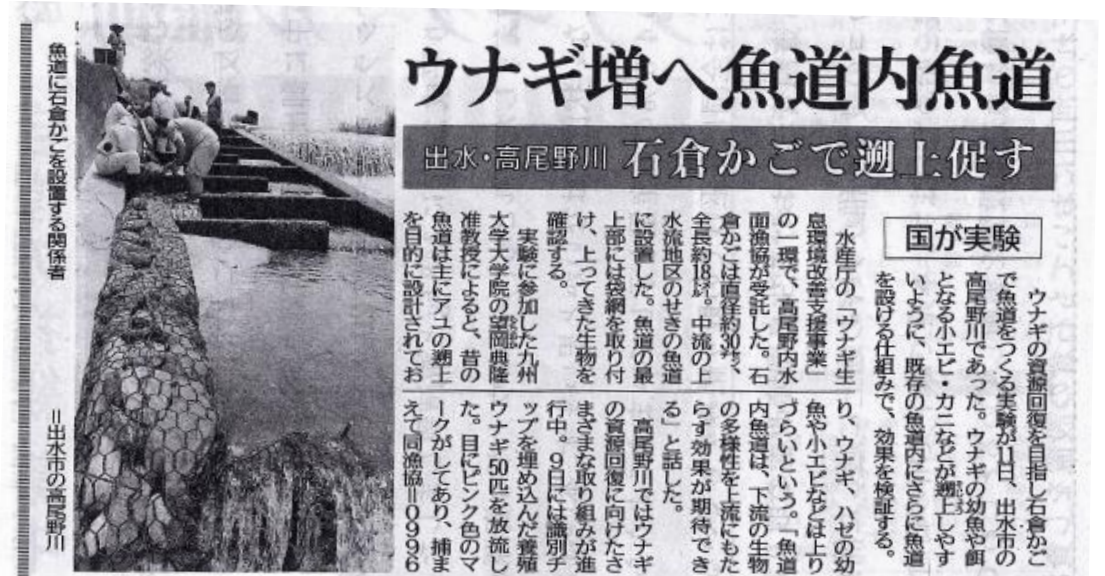 ウナギ増へ魚道内魚道
出水・高尾野川 石倉かごで遡上促す
国が実験
ウナギの資源回復を目指し石倉かご
で魚道をつくる実験が11日、出水市の
高尾野川であった。ウナギの幼魚や餌
となる小エビ・カニなどが遡上しやす
いように、既存の魚道内にさらに魚道
を設ける仕組みで、効果を検証する。
水産庁の「ウナギ生
息環境改善支援事業」
の一環で、高尾野内水
面漁協が受託した。石
倉かごは直径約30㌢、
全長約18㍍。中流の上
水流地区のせきの魚道
に設置した。魚道の最
上部には袋網を取り付
け、上ってきた生物を
確認する。
実験に参加した九州
大学大学院の望岡典隆
准教授によると、昔の
魚道は主にアユの遡上
を目的に設計されてお
り、ウナギ、ハゼの幼
魚や小エビなどは上り
づらいという。「魚道
内魚道は、下流の生物
の多様性を上流にもた
らす効果が期待でき
る」と話した。
高尾野川ではウナギ
の資源回復に向けたさ
まざまな取り組みが進
行中。9日には識別チ
ップを埋め込んだ養殖
ウナギ50匹を放流し
た。目にピンク色のマ
ークがしてあり、捕ま
えて同漁協=0996
魚道に石倉かごを設置する関係者
=出水市の高尾野川